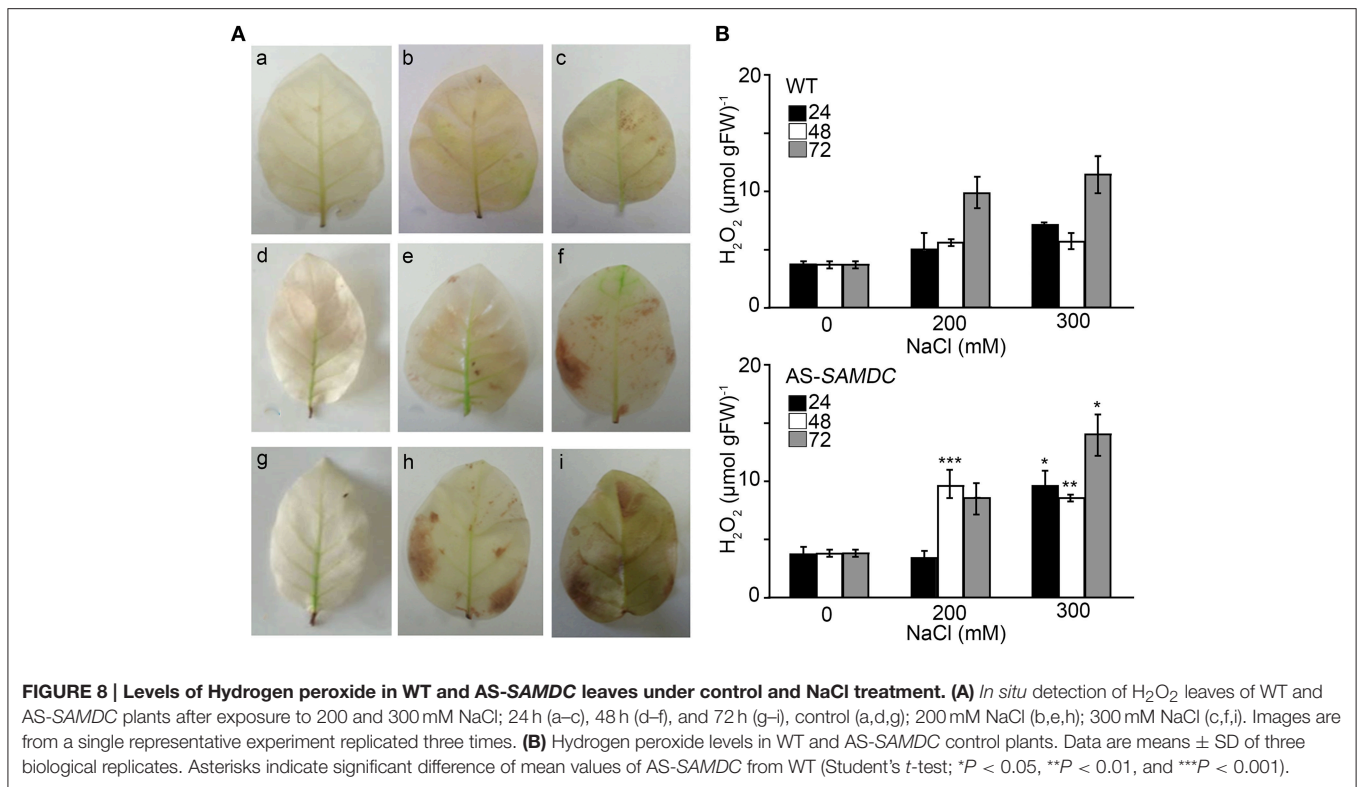 A
a
b
c
d
e
f
g
h
i
B
20
10
0
H₂O₂ (µmol gFW)⁻¹
WT
24
48
72
0
200
300
NaCl (mM)
20
10
0
H₂O₂ (µmol gFW)⁻¹
AS-SAMDC
24
48
72
***
*
**
*
0
200
300
NaCl (mM)
FIGURE 8 | Levels of Hydrogen peroxide in WT and AS-SAMDC leaves under control and NaCl treatment. (A) In situ detection of H₂O₂ leaves of WT and
AS-SAMDC plants after exposure to 200 and 300 mM NaCl; 24 h (a–c), 48 h (d–f), and 72 h (g–i), control (a,d,g); 200 mM NaCl (b,e,h); 300 mM NaCl (c,f,i). Images are
from a single representative experiment replicated three times. (B) Hydrogen peroxide levels in WT and AS-SAMDC control plants. Data are means ± SD of three
biological replicates. Asterisks indicate significant difference of mean values of AS-SAMDC from WT (Student's t-test; *P < 0.05, **P < 0.01, and ***P < 0.001).